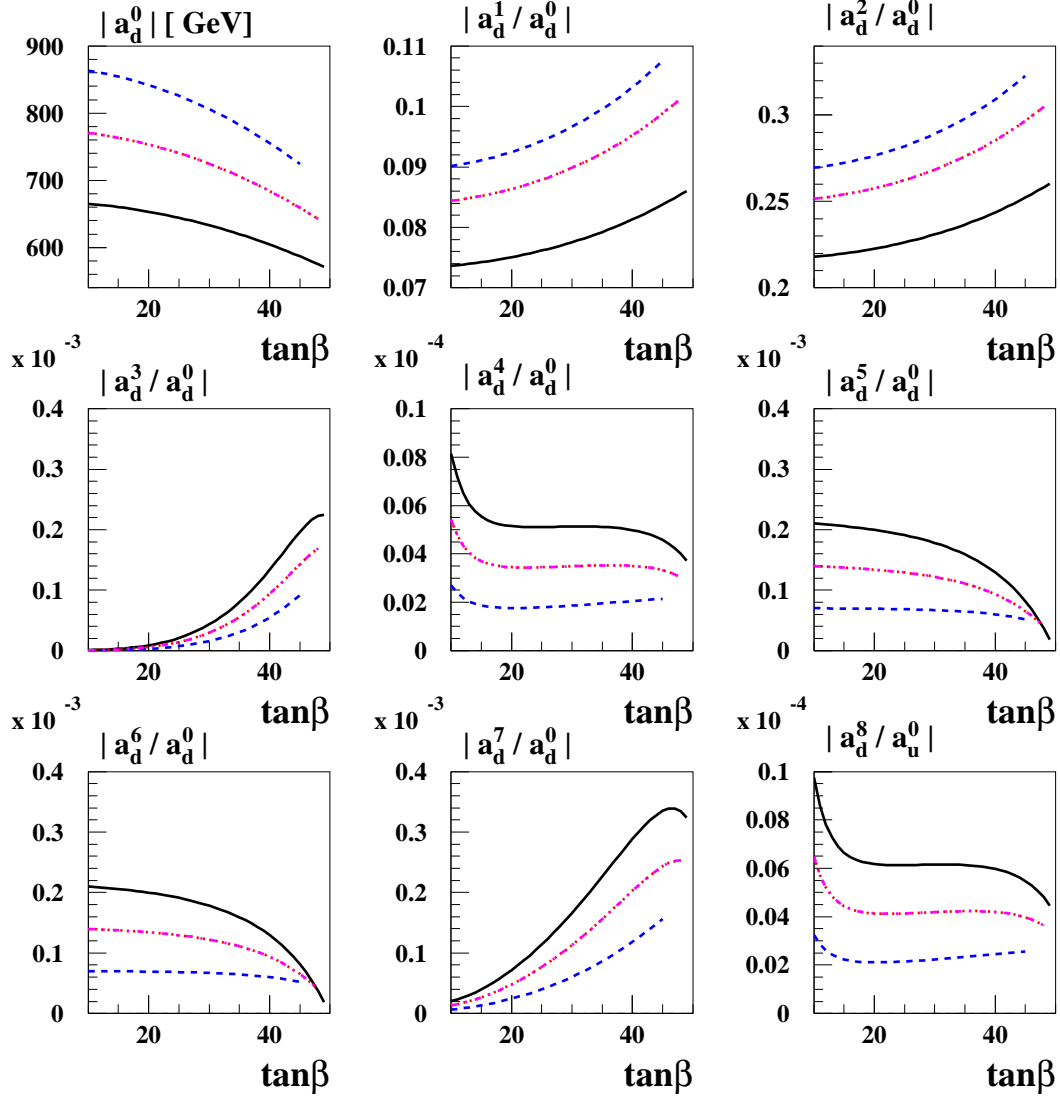 | a_d^0 | [ GeV]
| a_d^1 / a_d^0 |
| a_d^2 / a_d^0 |
900
800
700
600
20 40
tanβ
0.11
0.1
0.09
0.08
0.07
20 40
tanβ
0.3
0.2
20 40
tanβ
x 10^-3
| a_d^3 / a_d^0 |
0.4
0.3
0.2
0.1
0
20 40
tanβ
x 10^-4
| a_d^4 / a_d^0 |
0.1
0.08
0.06
0.04
0.02
0
20 40
tanβ
x 10^-3
| a_d^5 / a_d^0 |
0.4
0.3
0.2
0.1
0
20 40
tanβ
x 10^-3
| a_d^6 / a_d^0 |
0.4
0.3
0.2
0.1
0
20 40
tanβ
x 10^-3
| a_d^7 / a_d^0 |
0.4
0.3
0.2
0.1
0
20 40
tanβ
x 10^-4
| a_d^8 / a_u^0 |
0.1
0.08
0.06
0.04
0.02
0
20 40
tanβ